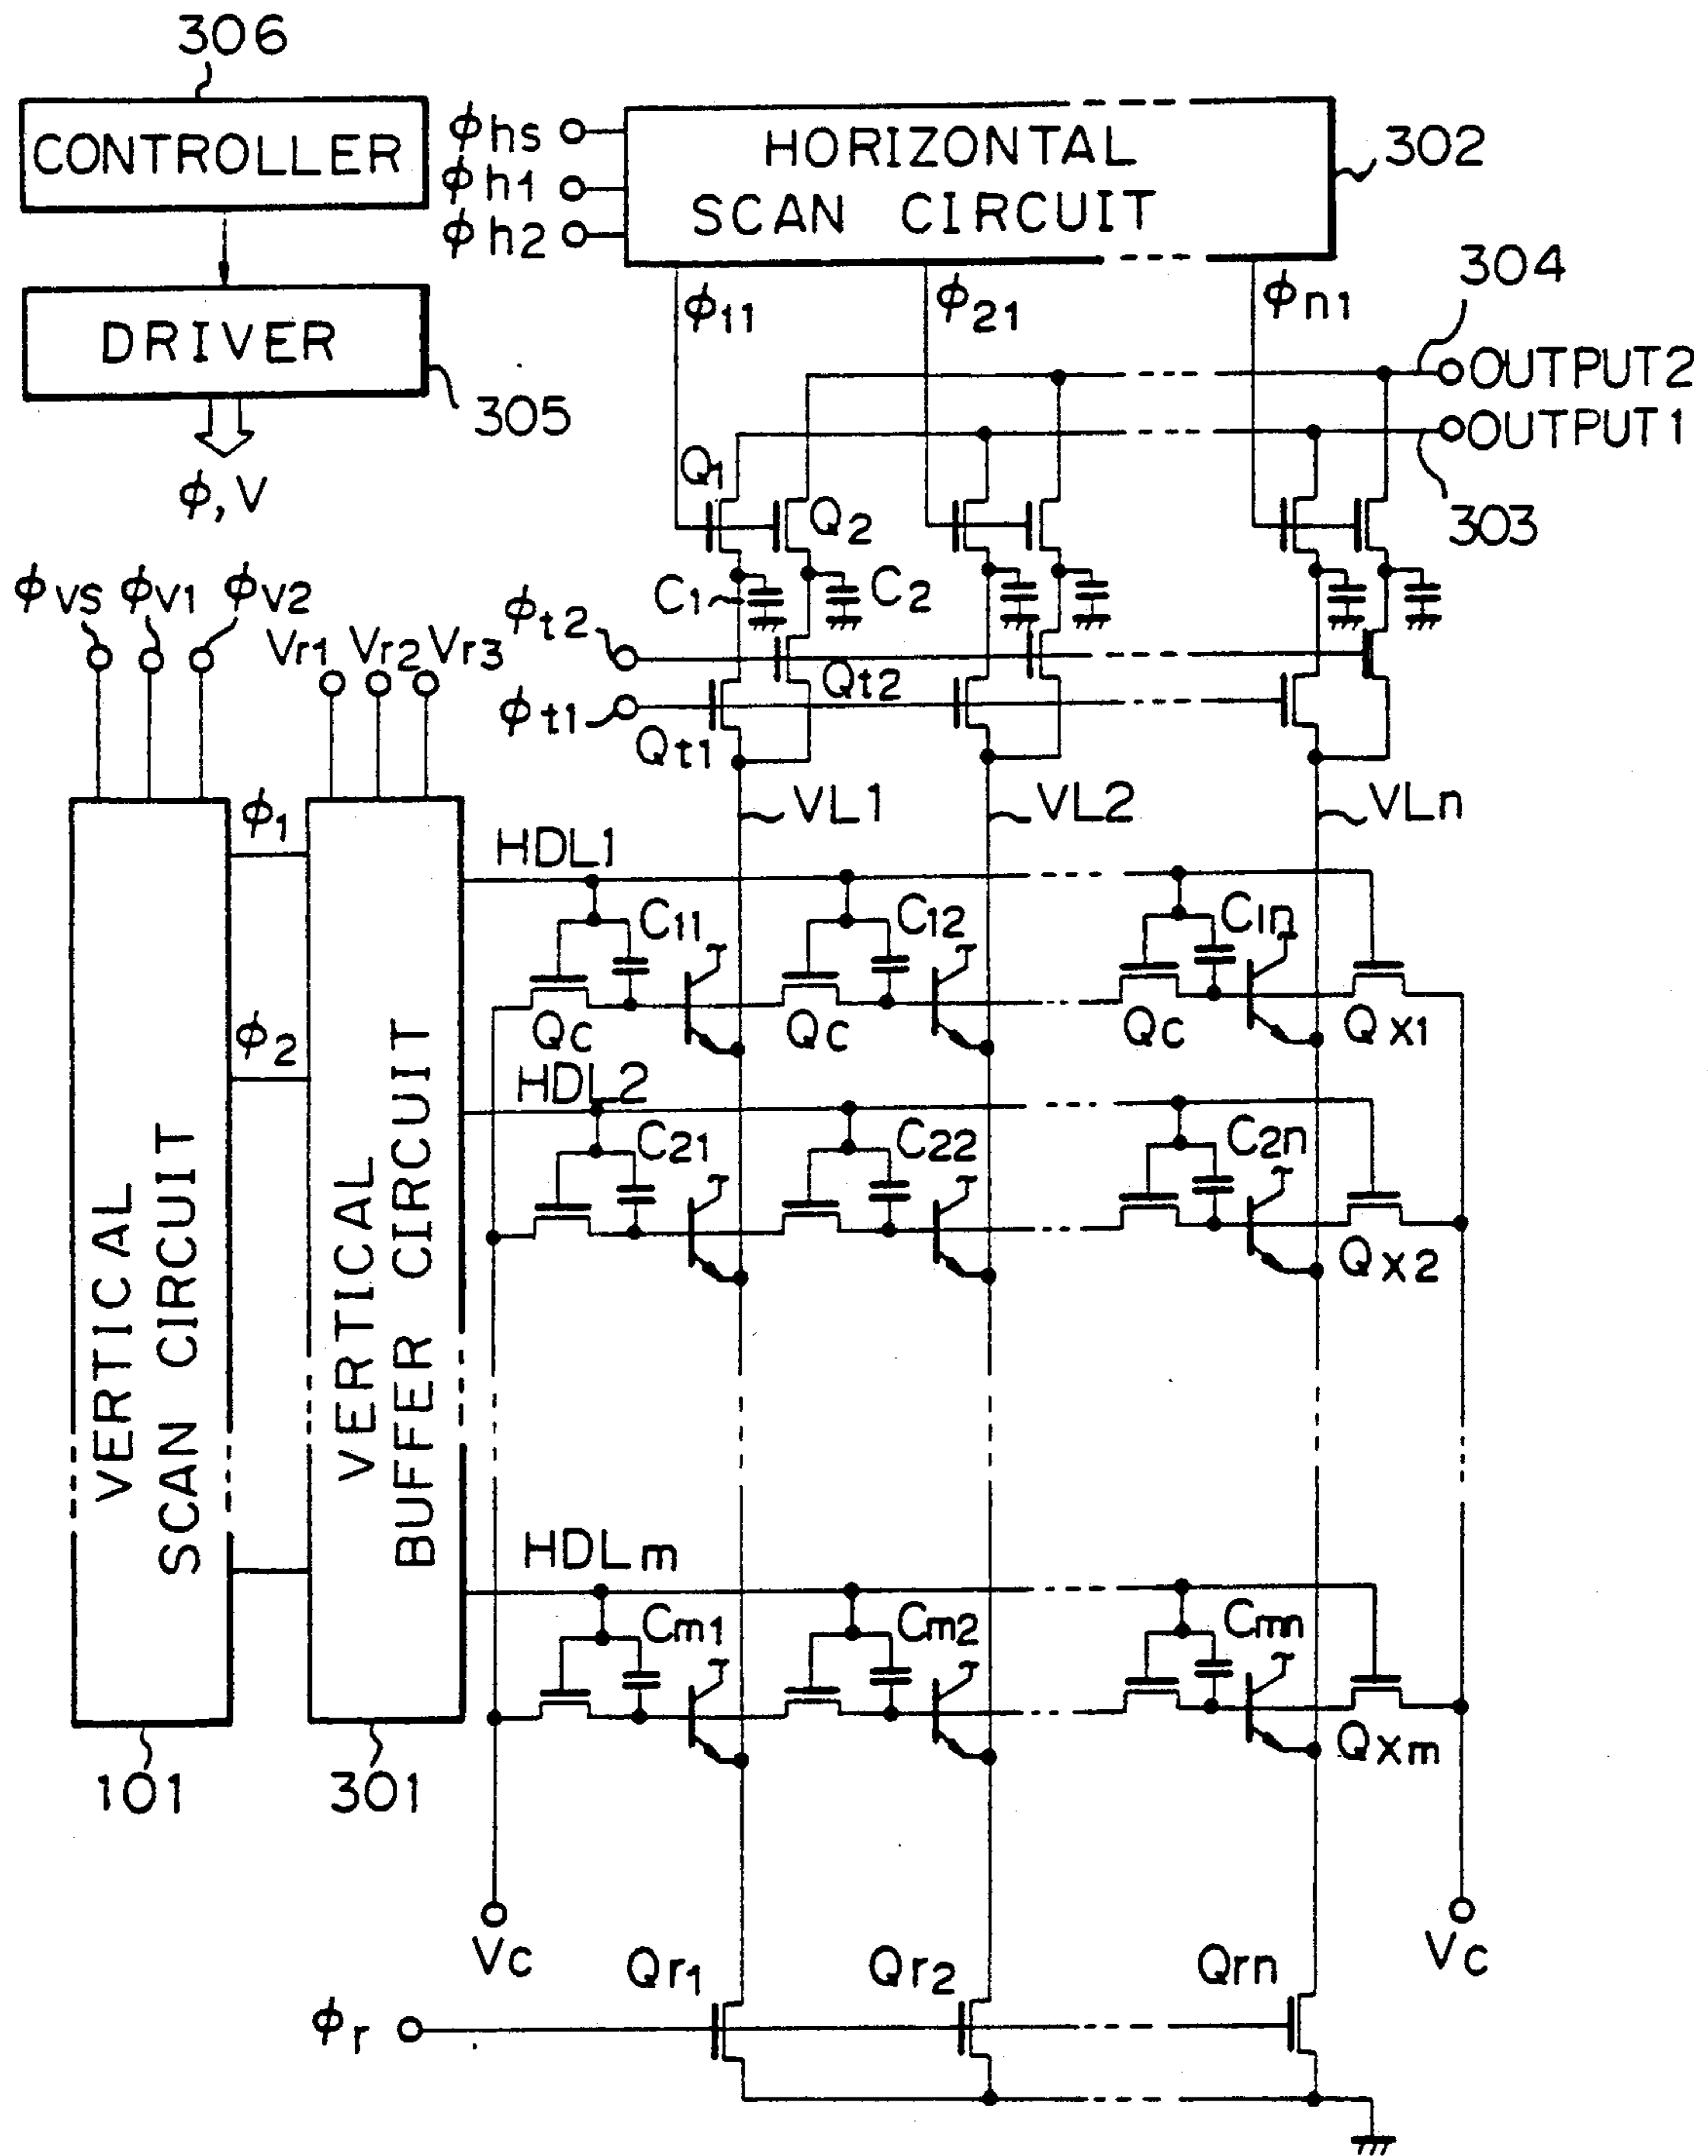 306
CONTROLLER
DRIVER
305
ϕ, V
ϕhs
ϕh1
ϕh2
HORIZONTAL
SCAN CIRCUIT
302
ϕ11
ϕ21
ϕn1
304
OUTPUT2
OUTPUT1
303
Q1
Q2
C1
C2
ϕt2
ϕt1
Qt2
Qt1
ϕvs ϕv1 ϕv2
Vr1 Vr2 Vr3
ϕ1
ϕ2
VERTICAL
SCAN CIRCUIT
101
VERTICAL
BUFFER CIRCUIT
301
VL1
VL2
VLn
HDL1
C11
C12
C1n
Qc
Qc
Qc
Qx1
HDL2
C21
C22
C2n
Qx2
HDLm
Cm1
Cm2
Cmn
Qxm
Vc
Vc
Qr1
Qr2
Qrn
ϕr